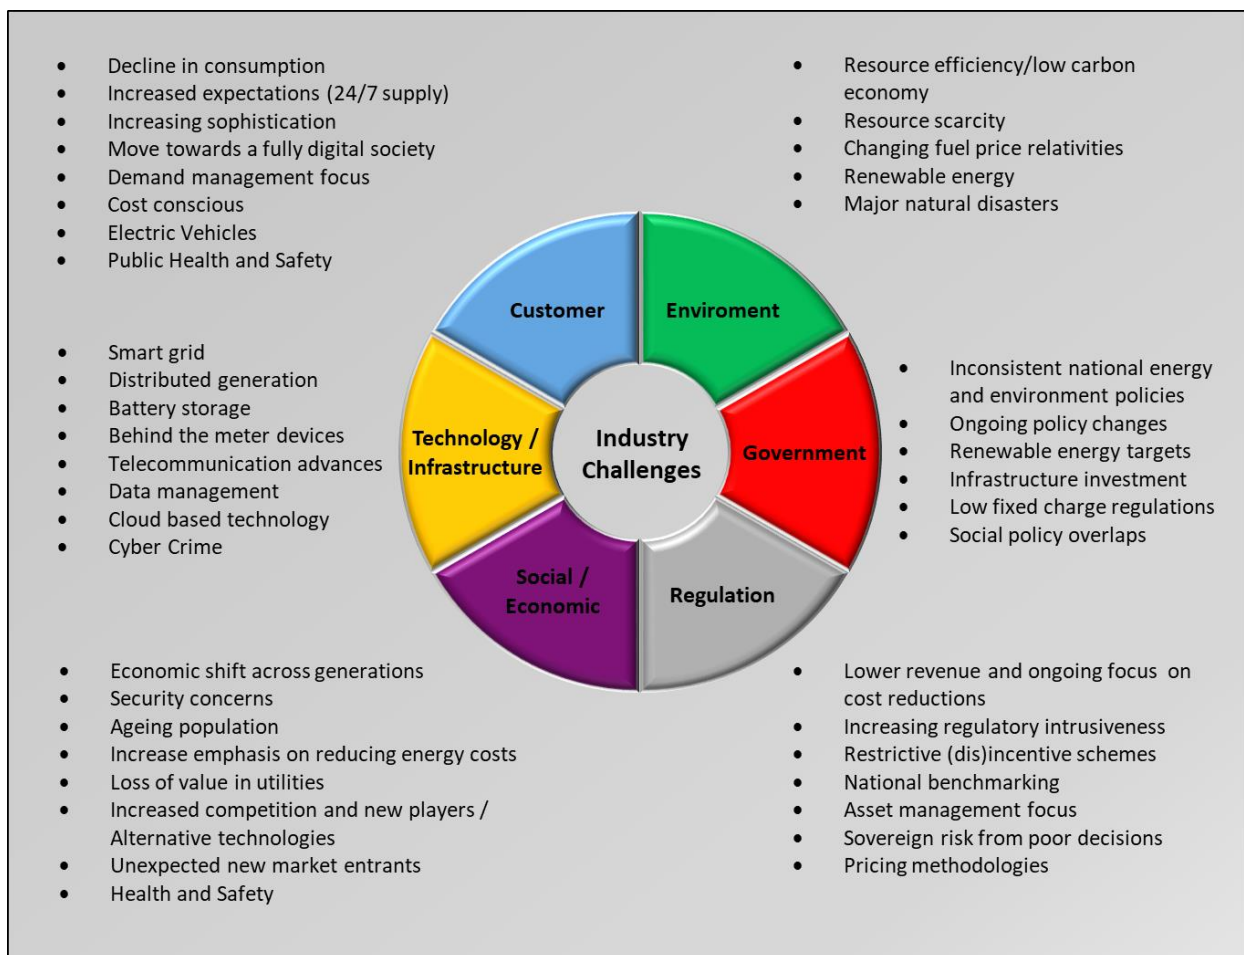 • Decline in consumption
• Increased expectations (24/7 supply)
• Increasing sophistication
• Move towards a fully digital society
• Demand management focus
• Cost conscious
• Electric Vehicles
• Public Health and Safety
• Resource efficiency/low carbon
economy
• Resource scarcity
• Changing fuel price relativities
• Renewable energy
• Major natural disasters
Customer
Enviroment
• Smart grid
• Distributed generation
• Battery storage
• Behind the meter devices
• Telecommunication advances
• Data management
• Cloud based technology
• Cyber Crime
Technology /
Infrastructure
Industry
Challenges
Government
• Inconsistent national energy
and environment policies
• Ongoing policy changes
• Renewable energy targets
• Infrastructure investment
• Low fixed charge regulations
• Social policy overlaps
Social /
Economic
Regulation
• Economic shift across generations
• Security concerns
• Ageing population
• Increase emphasis on reducing energy costs
• Loss of value in utilities
• Increased competition and new players /
Alternative technologies
• Unexpected new market entrants
• Health and Safety
• Lower revenue and ongoing focus  on
cost reductions
• Increasing regulatory intrusiveness
• Restrictive (dis)incentive schemes
• National benchmarking
• Asset management focus
• Sovereign risk from poor decisions
• Pricing methodologies